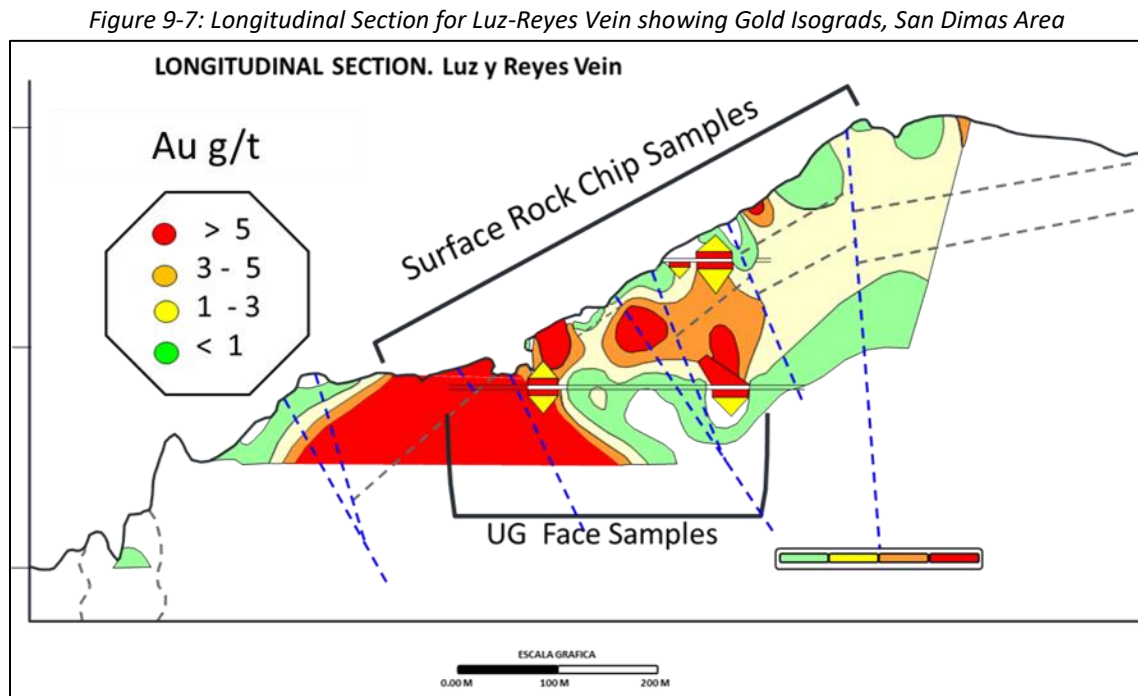 Figure 9-7: Longitudinal Section for Luz-Reyes Vein showing Gold Isograds, San Dimas Area
LONGITUDINAL SECTION. Luz y Reyes Vein
Au g/t
> 5
3 - 5
1 - 3
< 1
Surface Rock Chip Samples
UG Face Samples
ESCALA GRAFICA
0.00 M 100 M 200 M